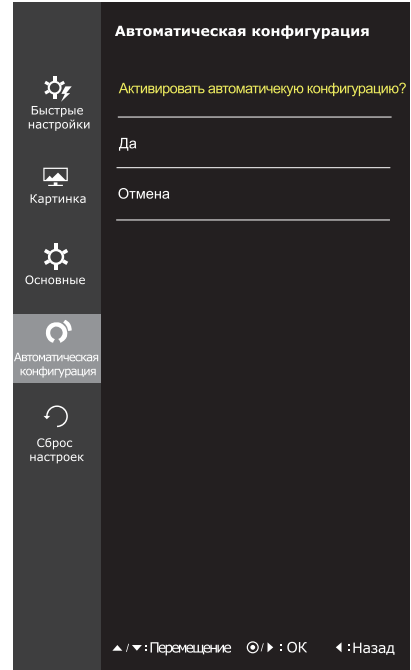 Автоматическая конфигурация
Активировать автоматичекую конфигурацию?
Да
Отмена
Быстрые
настройки
Картинка
Основные
Автоматическая
конфигурация
Сброс
настроек
▲/▼:Перемещение ⦿/▶:OK ◀:Назад